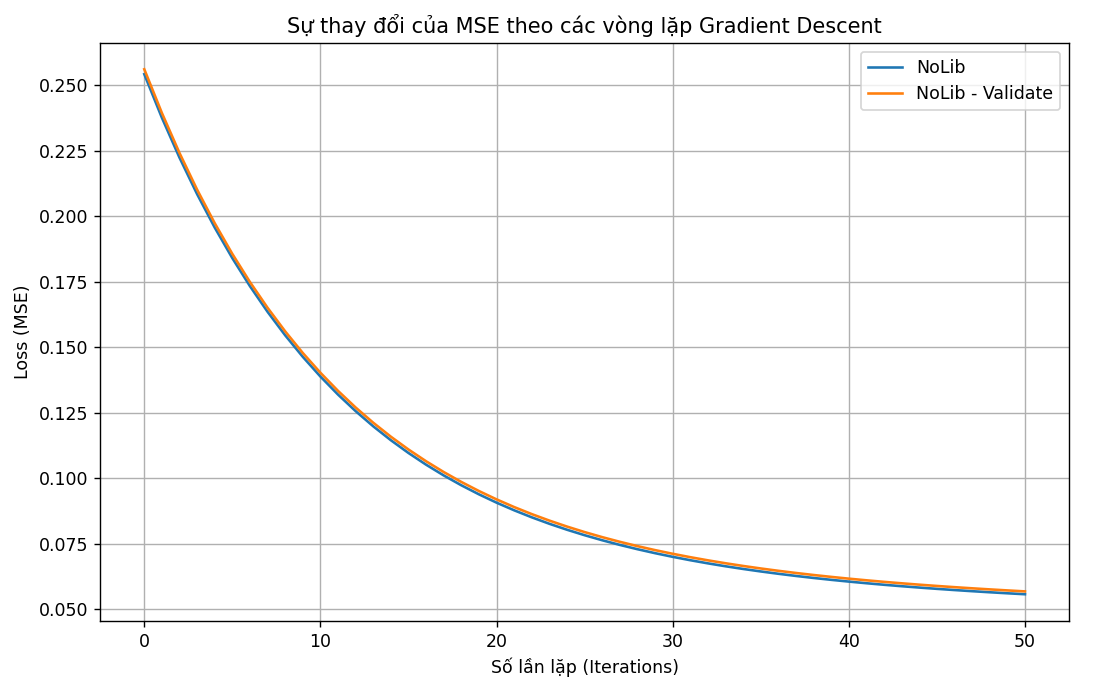 Sự thay đổi của MSE theo các vòng lặp Gradient Descent
NoLib
NoLib - Validate
Loss (MSE)
0.250
0.225
0.200
0.175
0.150
0.125
0.100
0.075
0.050
0 10 20 30 40 50
Số lần lặp (Iterations)